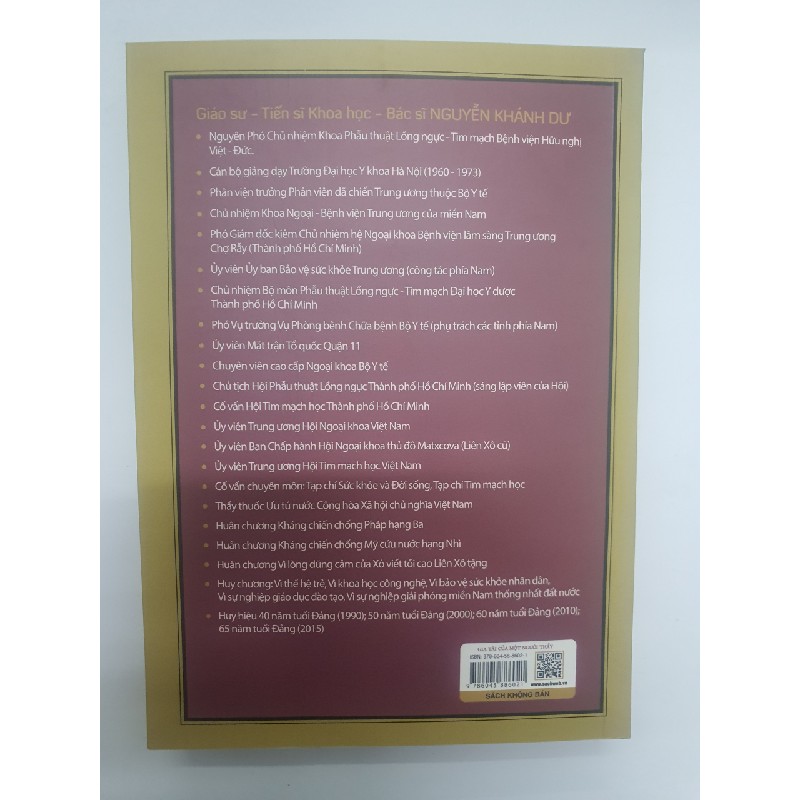 Giáo sư – Tiến sĩ Khoa học – Bác sĩ NGUYỄN KHÁNH DƯ
• Nguyên Phó Chủ nhiệm Khoa Phẫu thuật Lồng ngực - Tim mạch Bệnh viện Hữu nghị
Việt - Đức.
• Cán bộ giảng dạy Trường Đại học Y khoa Hà Nội (1960 - 1973)
• Phân viện trưởng Phân viện dã chiến Trung ương thuộc Bộ Y tế
• Chủ nhiệm Khoa Ngoại - Bệnh viện Trung ương của miền Nam
• Phó Giám đốc kiêm Chủ nhiệm hệ Ngoại khoa Bệnh viện lâm sàng Trung ương
Chợ Rẫy (Thành phố Hồ Chí Minh)
• Ủy viên Ủy ban Bảo vệ sức khỏe Trung ương (công tác phía Nam)
• Chủ nhiệm Bộ môn Phẫu thuật Lồng ngực - Tim mạch Đại học Y dược
Thành phố Hồ Chí Minh
• Phó Vụ trưởng Vụ Phòng bệnh Chữa bệnh Bộ Y tế (phụ trách các tỉnh phía Nam)
• Ủy viên Mặt trận Tổ quốc Quận 11
• Chuyên viên cao cấp Ngoại khoa Bộ Y tế
• Chủ tịch Hội Phẫu thuật Lồng ngực Thành phố Hồ Chí Minh (sáng lập viên của Hội)
• Cố vấn Hội Tim mạch học Thành phố Hồ Chí Minh
• Ủy viên Trung ương Hội Ngoại khoa Việt Nam
• Ủy viên Ban Chấp hành Hội Ngoại khoa thủ đô Matxcova (Liên Xô cũ)
• Ủy viên Trung ương Hội Tim mạch học Việt Nam
• Cố vấn chuyên môn: Tạp chí Sức khỏe và Đời sống, Tạp chí Tim mạch học
• Thầy thuốc Ưu tú nước Cộng hòa Xã hội chủ nghĩa Việt Nam
• Huân chương Kháng chiến chống Pháp hạng Ba
• Huân chương Kháng chiến chống Mỹ cứu nước hạng Nhì
• Huân chương Vì lòng dũng cảm của Xô viết tối cao Liên Xô tặng
• Huy chương: Vì thế hệ trẻ, Vì khoa học công nghệ, Vì bảo vệ sức khỏe nhân dân,
Vì sự nghiệp giáo dục đào tạo, Vì sự nghiệp giải phóng miền Nam thống nhất đất nước
• Huy hiệu 40 năm tuổi Đảng (1990); 50 năm tuổi Đảng (2000); 60 năm tuổi Đảng (2010);
65 năm tuổi Đảng (2015)
CỦA MỘT NGƯỜI THẦY
ISBN:
SÁCH KHÔNG BÁN